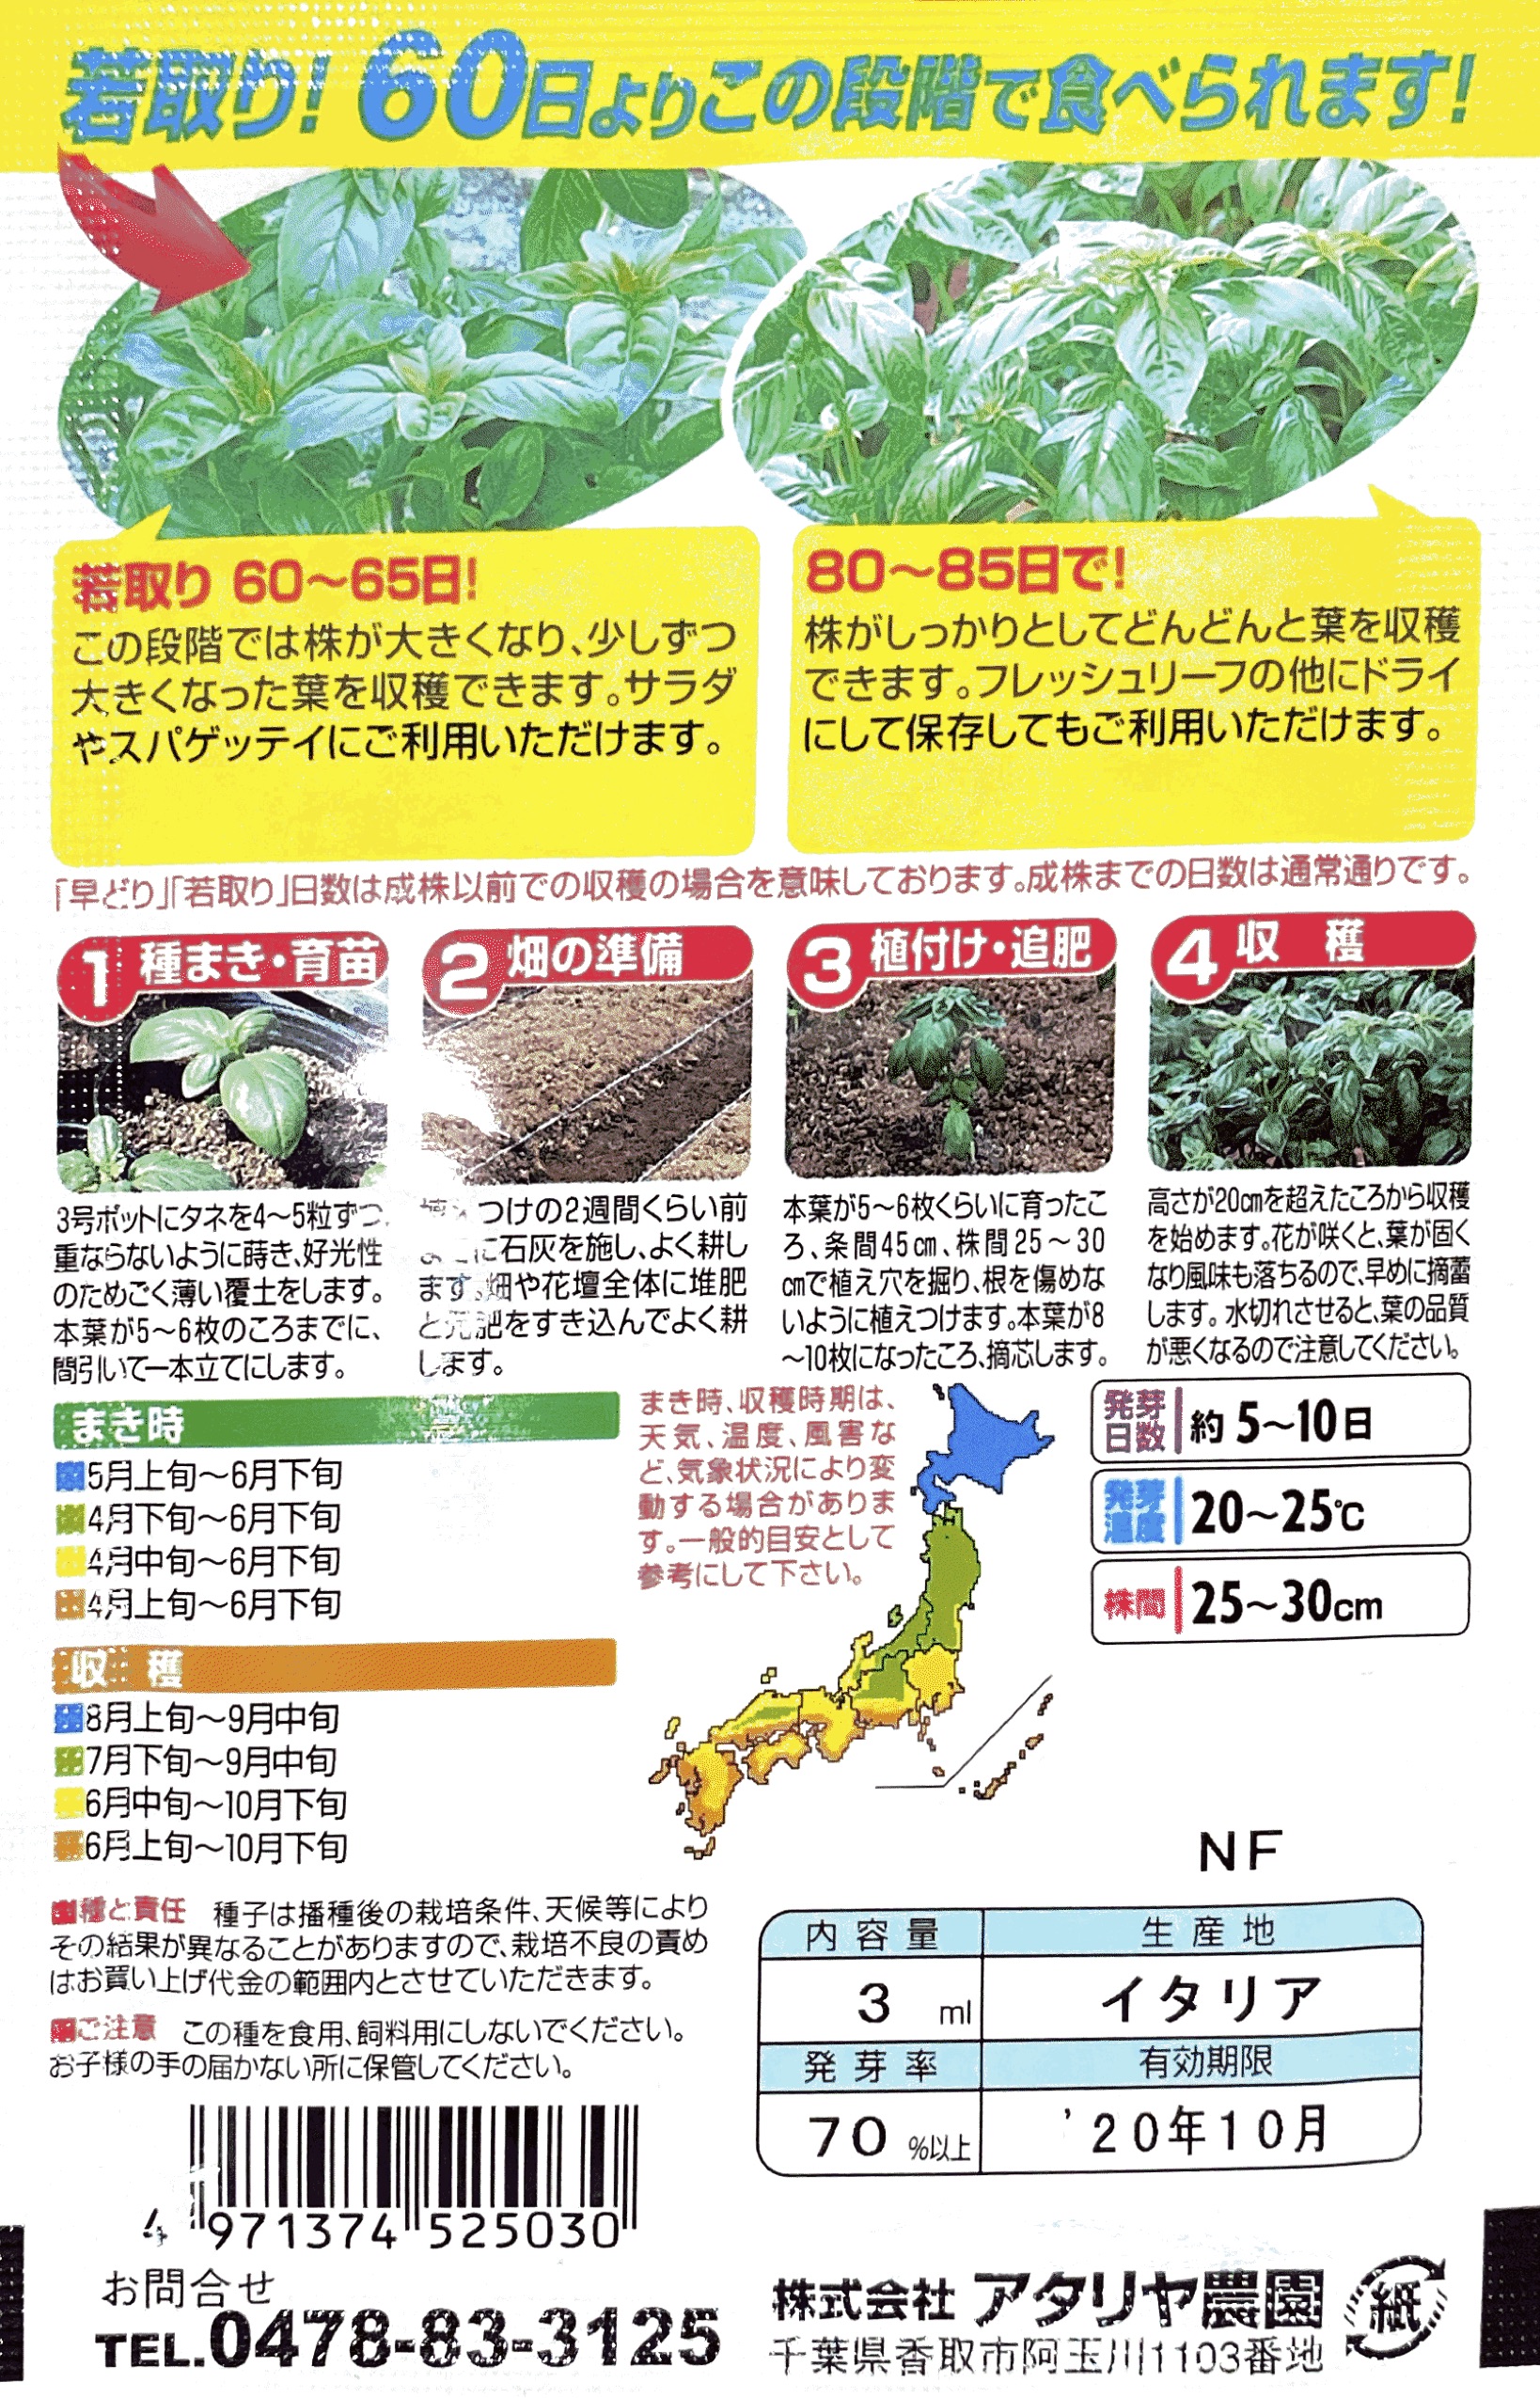 若取り!60日よりこの段階で食べられます!
若取り 60〜65日!
この段階では株が大きくなり、少しずつ
大きくなった葉を収穫できます。サラダ
やスパゲッテイにご利用いただけます。
80〜85日で!
株がしっかりとしてどんどんと葉を収穫
できます。フレッシュリーフの他にドライ
にして保存してもご利用いただけます。
「早どり」「若取り」日数は成株以前での収穫の場合を意味しております。成株までの日数は通常通りです。
1 種まき・育苗
3号ポットにタネを4〜5粒ずつ、
重ならないように蒔き、好光性
のためごく薄い覆土をします。
本葉が5〜6枚のころまでに、
間引いて一本立てにします。
2 畑の準備
つけの2週間くらい前
に石灰を施し、よく耕し
ます。畑や花壇全体に堆肥
と元肥をすき込んでよく耕
します。
3 植付け・追肥
本葉が5〜6枚くらいに育ったこ
ろ、条間45㎝、株間25〜30
㎝で植え穴を掘り、根を傷めな
いように植えつけます。本葉が8
〜10枚になったころ、摘芯します。
4 収 穫
高さが20㎝を超えたころから収穫
を始めます。花が咲くと、葉が固く
なり風味も落ちるので、早めに摘蕾
します。水切れさせると、葉の品質
が悪くなるので注意してください。
まき時
5月上旬〜6月下旬
4月下旬〜6月下旬
4月中旬〜6月下旬
4月上旬〜6月下旬
収 穫
8月上旬〜9月中旬
7月下旬〜9月中旬
6月中旬〜10月下旬
6月上旬〜10月下旬
まき時、収穫時期は、
天気、温度、風害な
ど、気象状況により変
動する場合がありま
す。一般的目安として
参考にして下さい。
発芽日数 約5〜10日
発芽温度 20〜25℃
株間 25〜30cm
NF
■種と責任 種子は播種後の栽培条件、天候等により
その結果が異なることがありますので、栽培不良の責め
はお買い上げ代金の範囲内とさせていただきます。
■ご注意 この種を食用、飼料用にしないでください。
お子様の手の届かない所に保管してください。
内容量 生産地
3 ml イタリア
発芽率 有効期限
70 %以上 '20年10月
4 971374 525030
お問合せ
TEL.0478-83-3125
株式会社 アタリヤ農園
千葉県香取市阿玉川1103番地
紙